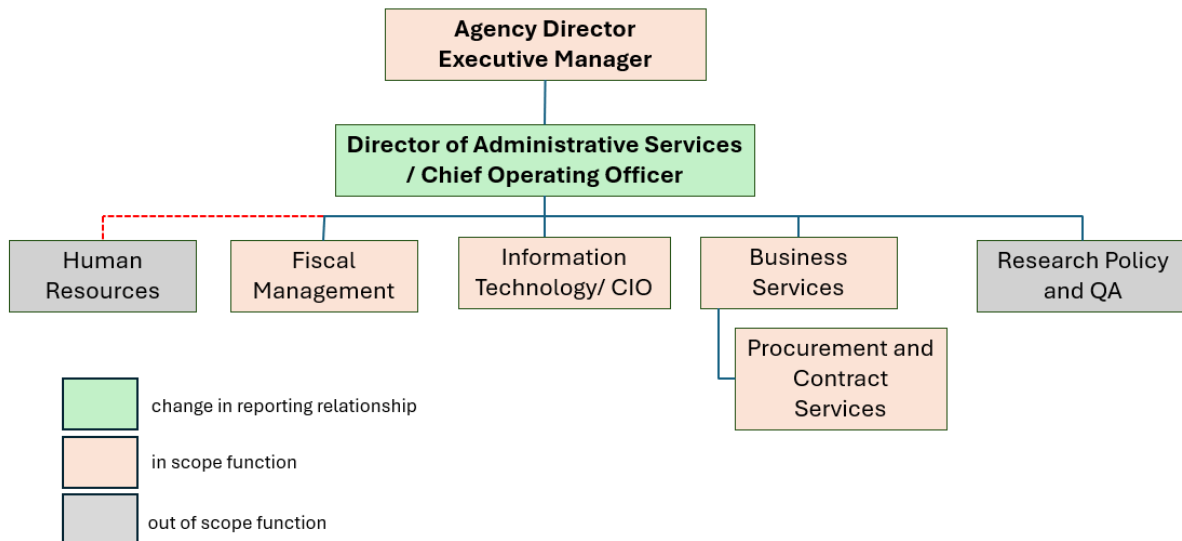 Agency Director
Executive Manager
Director of Administrative Services
/ Chief Operating Officer
Human
Resources
Fiscal
Management
Information
Technology/ CIO
Business
Services
Research Policy
and QA
Procurement and
Contract
Services
change in reporting relationship
in scope function
out of scope function